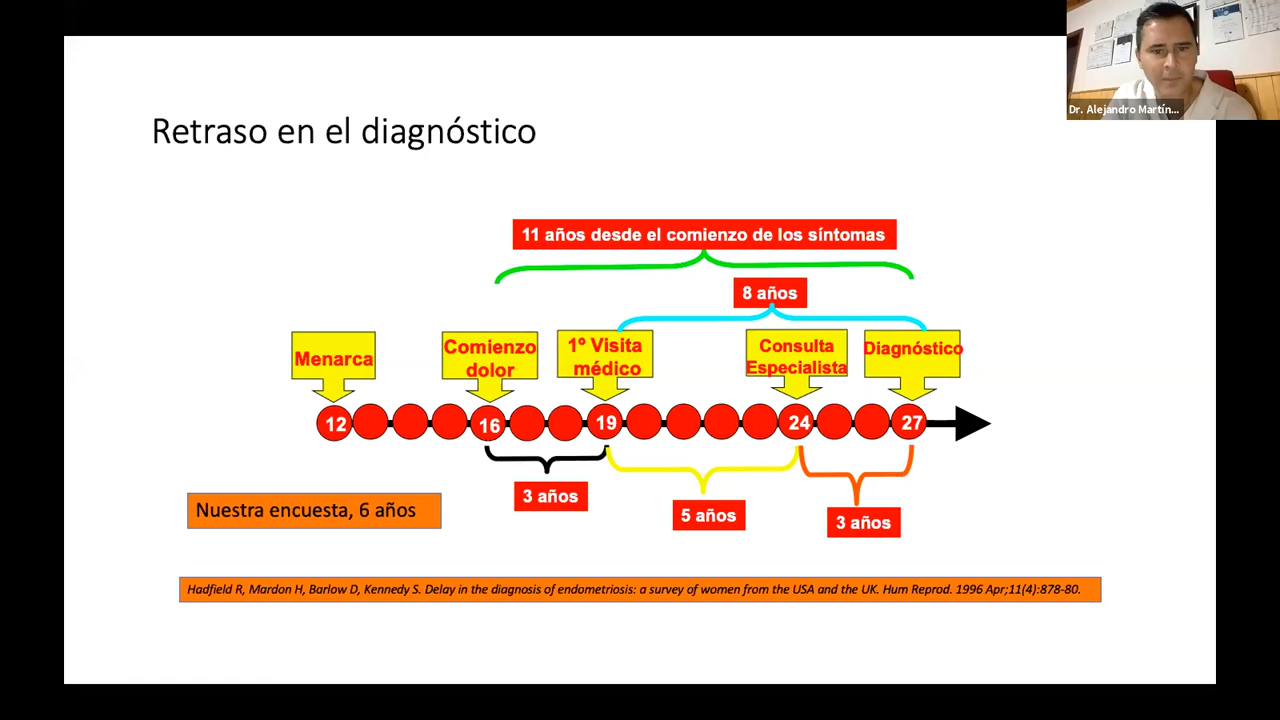 Dr. Alejandro Martín...
Retraso en el diagnóstico
11 años desde el comienzo de los síntomas
8 años
Menarca
Comienzo
dolor
1º Visita
médico
Consulta
Especialista
Diagnóstico
12
16
19
24
27
3 años
5 años
3 años
Nuestra encuesta, 6 años
Hadfield R, Mardon H, Barlow D, Kennedy S. Delay in the diagnosis of endometriosis: a survey of women from the USA and the UK. Hum Reprod. 1996 Apr;11(4):878-80.